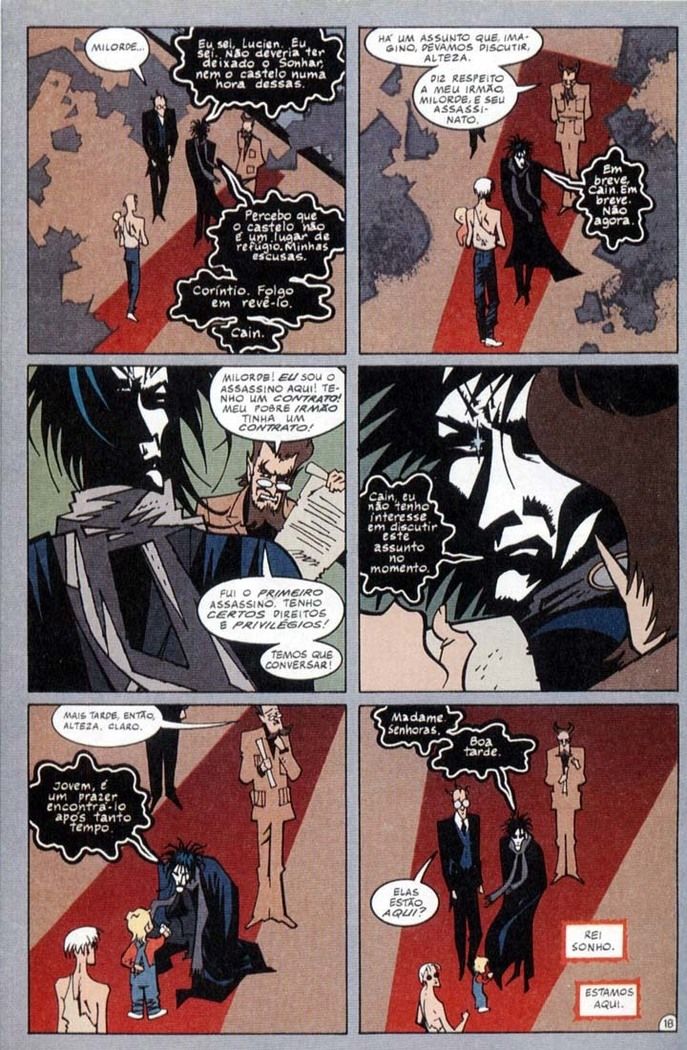 MILORDE...
Eu sei, Lucien. Eu
sei. Não deveria ter
deixado o Sonhar,
nem o castelo numa
hora dessas.
Percebo que
o castelo não
é um lugar de
refúgio. Minhas
escusas.
Coríntio. Folgo
em revê-lo.
Cain.
HÁ UM ASSUNTO QUE, IMA-
GINO, DEVAMOS DISCUTIR,
ALTEZA.
DIZ RESPEITO
A MEU IRMÃO,
MILORDE, E SEU
ASSASSI-
NATO.
Em
breve,
Cain. Em
breve.
Não
agora.
MILORDE! EU SOU O
ASSASSINO AQUI! TE-
NHO UM CONTRATO!
MEU POBRE IRMÃO
TINHA UM
CONTRATO!
FUI O PRIMEIRO
ASSASSINO. TENHO
CERTOS DIREITOS
E PRIVILÉGIOS!
TEMOS QUE
CONVERSAR!
Cain, eu
não tenho
interesse
em discutir
este
assunto
no
momento.
MAIS TARDE, ENTÃO,
ALTEZA. CLARO.
Jovem, é
um prazer
encontrá-lo
após tanto
tempo.
Madame.
Senhoras.
Boa
tarde.
ELAS
ESTÃO
AQUI?
REI
SONHO.
ESTAMOS
AQUI.
18